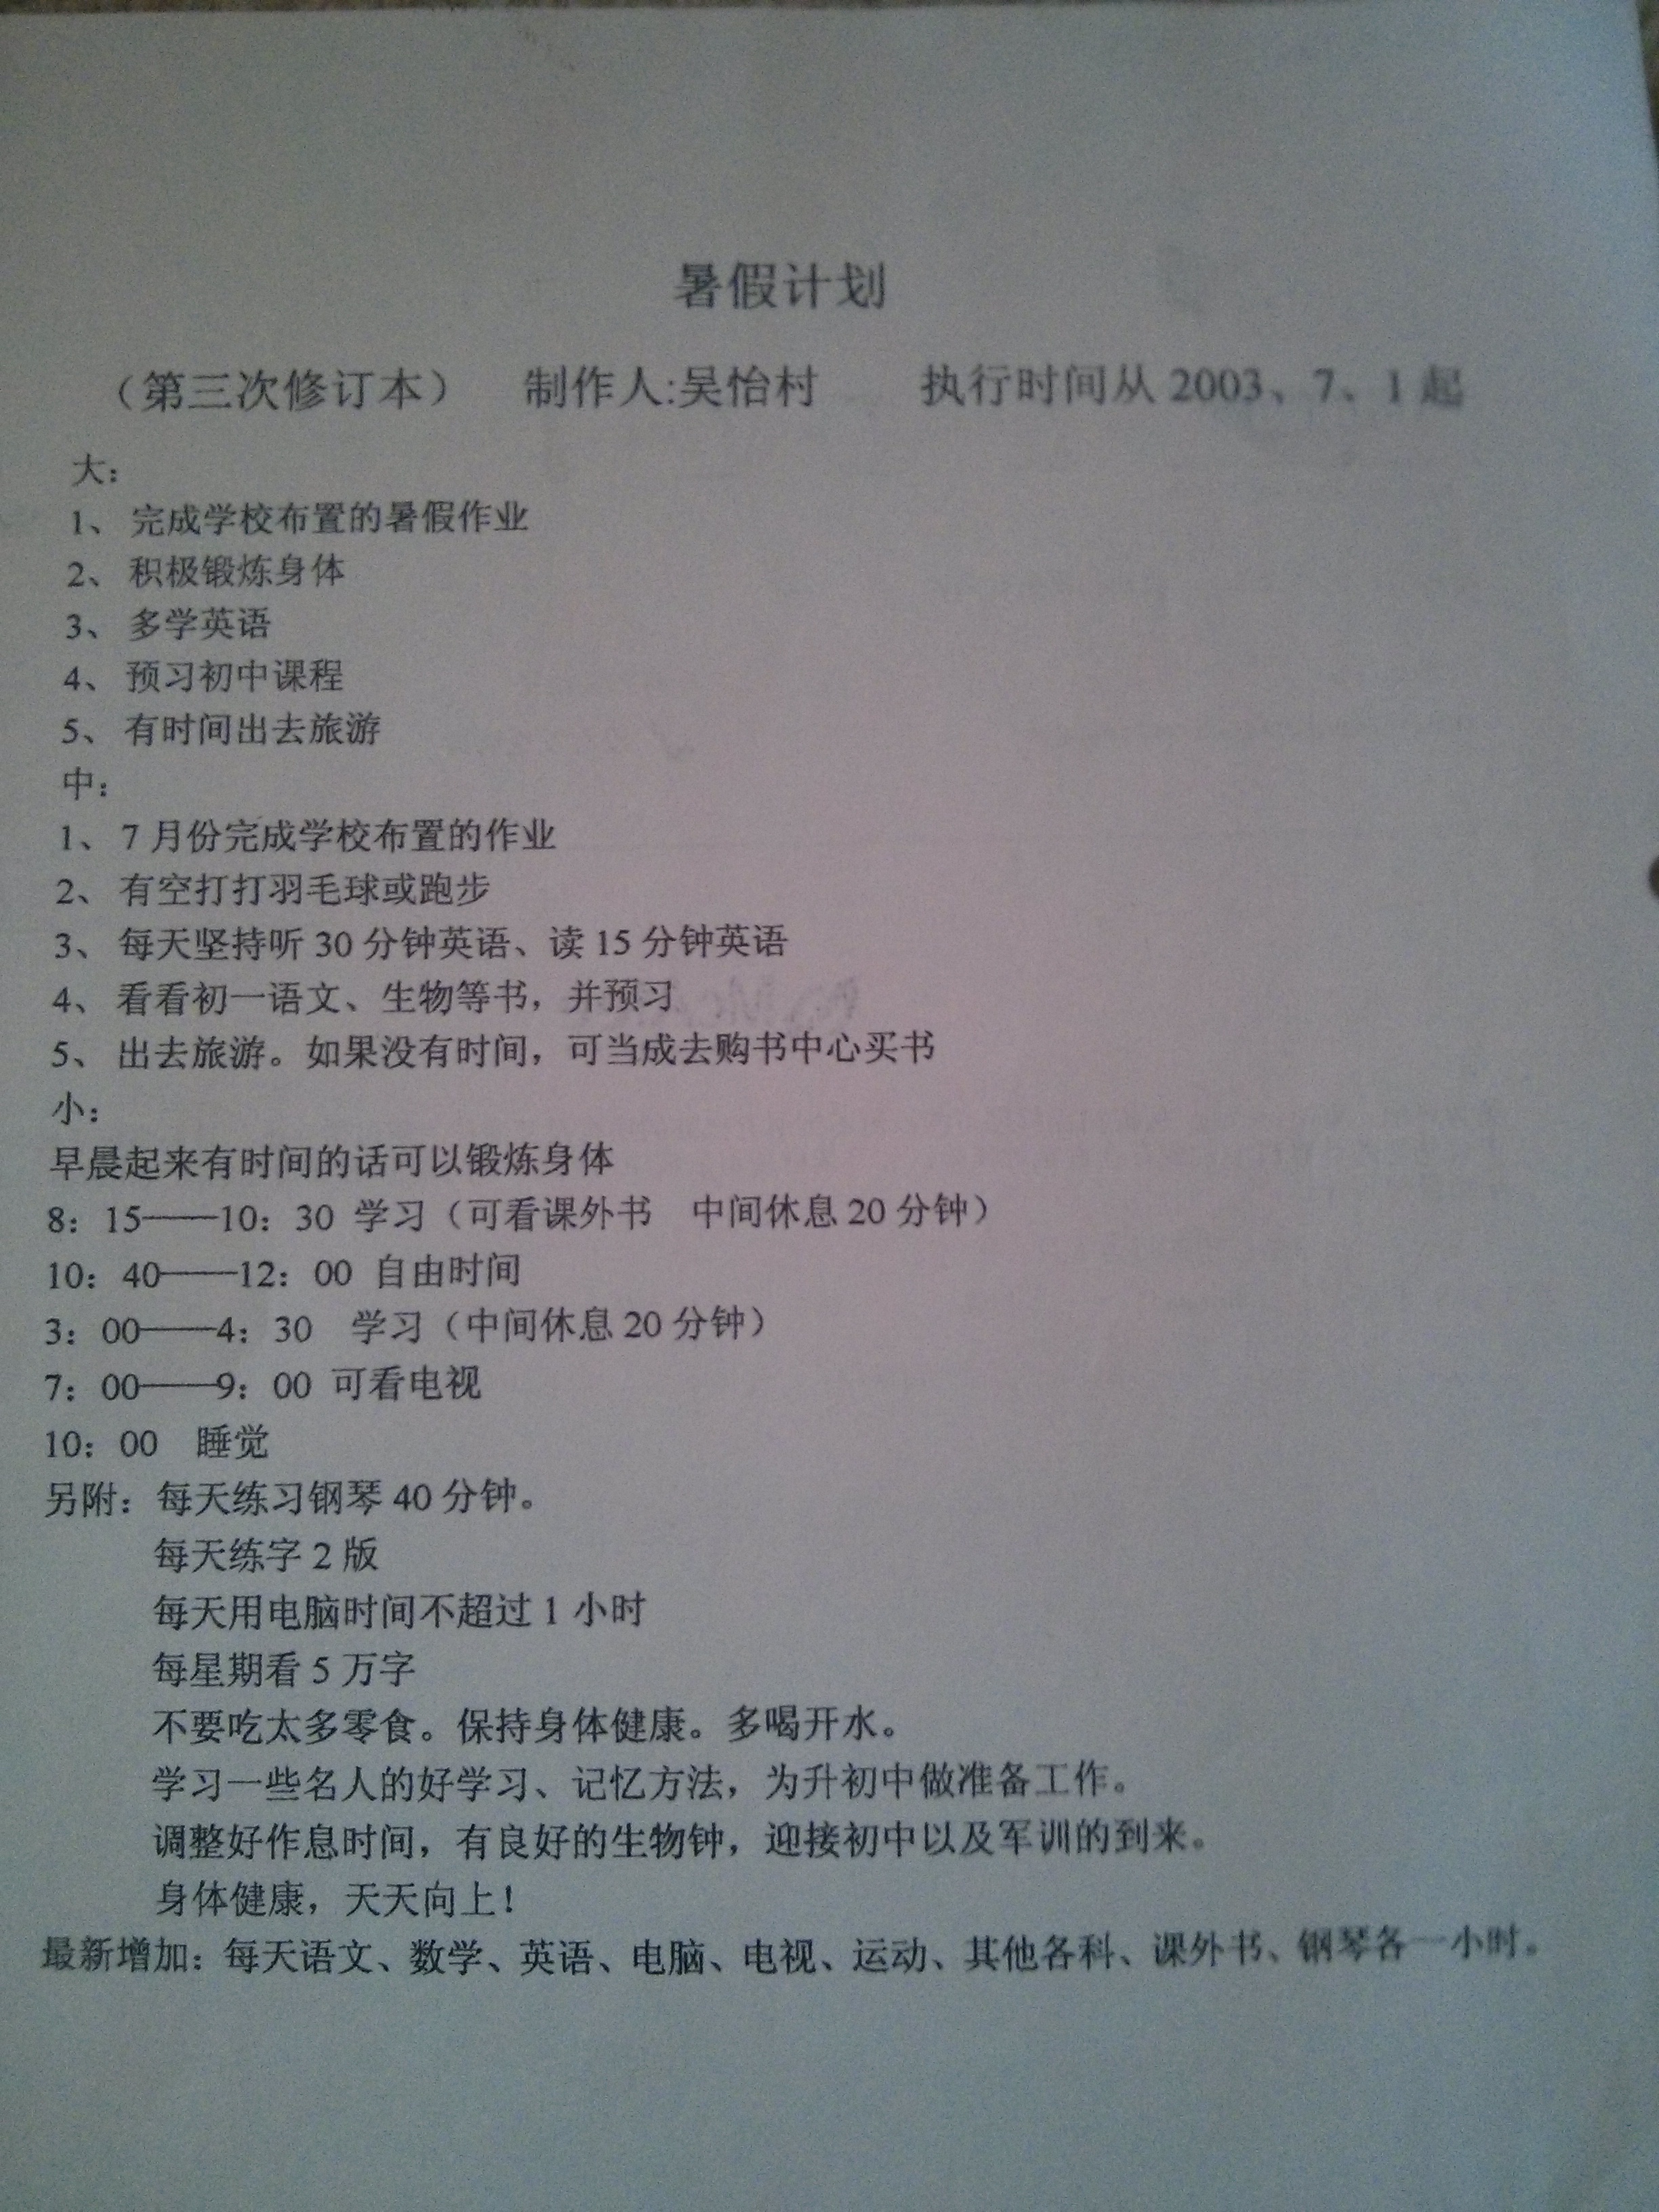 暑假计划
（第三次修订本） 制作人:吴怡村 执行时间从 2003、7、1 起
大：
1、 完成学校布置的暑假作业
2、 积极锻炼身体
3、 多学英语
4、 预习初中课程
5、 有时间出去旅游
中：
1、 7 月份完成学校布置的作业
2、 有空打打羽毛球或跑步
3、 每天坚持听 30 分钟英语、读 15 分钟英语
4、 看看初一语文、生物等书，并预习
5、 出去旅游。如果没有时间，可当成去购书中心买书
小：
早晨起来有时间的话可以锻炼身体
8：15——10：30 学习（可看课外书 中间休息 20 分钟）
10：40——12：00 自由时间
3：00——4：30 学习（中间休息 20 分钟）
7：00——9：00 可看电视
10：00 睡觉
另附：每天练习钢琴 40 分钟。
每天练字 2 版
每天用电脑时间不超过 1 小时
每星期看 5 万字
不要吃太多零食。保持身体健康。多喝开水。
学习一些名人的好学习、记忆方法，为升初中做准备工作。
调整好作息时间，有良好的生物钟，迎接初中以及军训的到来。
身体健康，天天向上！
最新增加：每天语文、数学、英语、电脑、电视、运动、其他各科、课外书、钢琴各一小时。